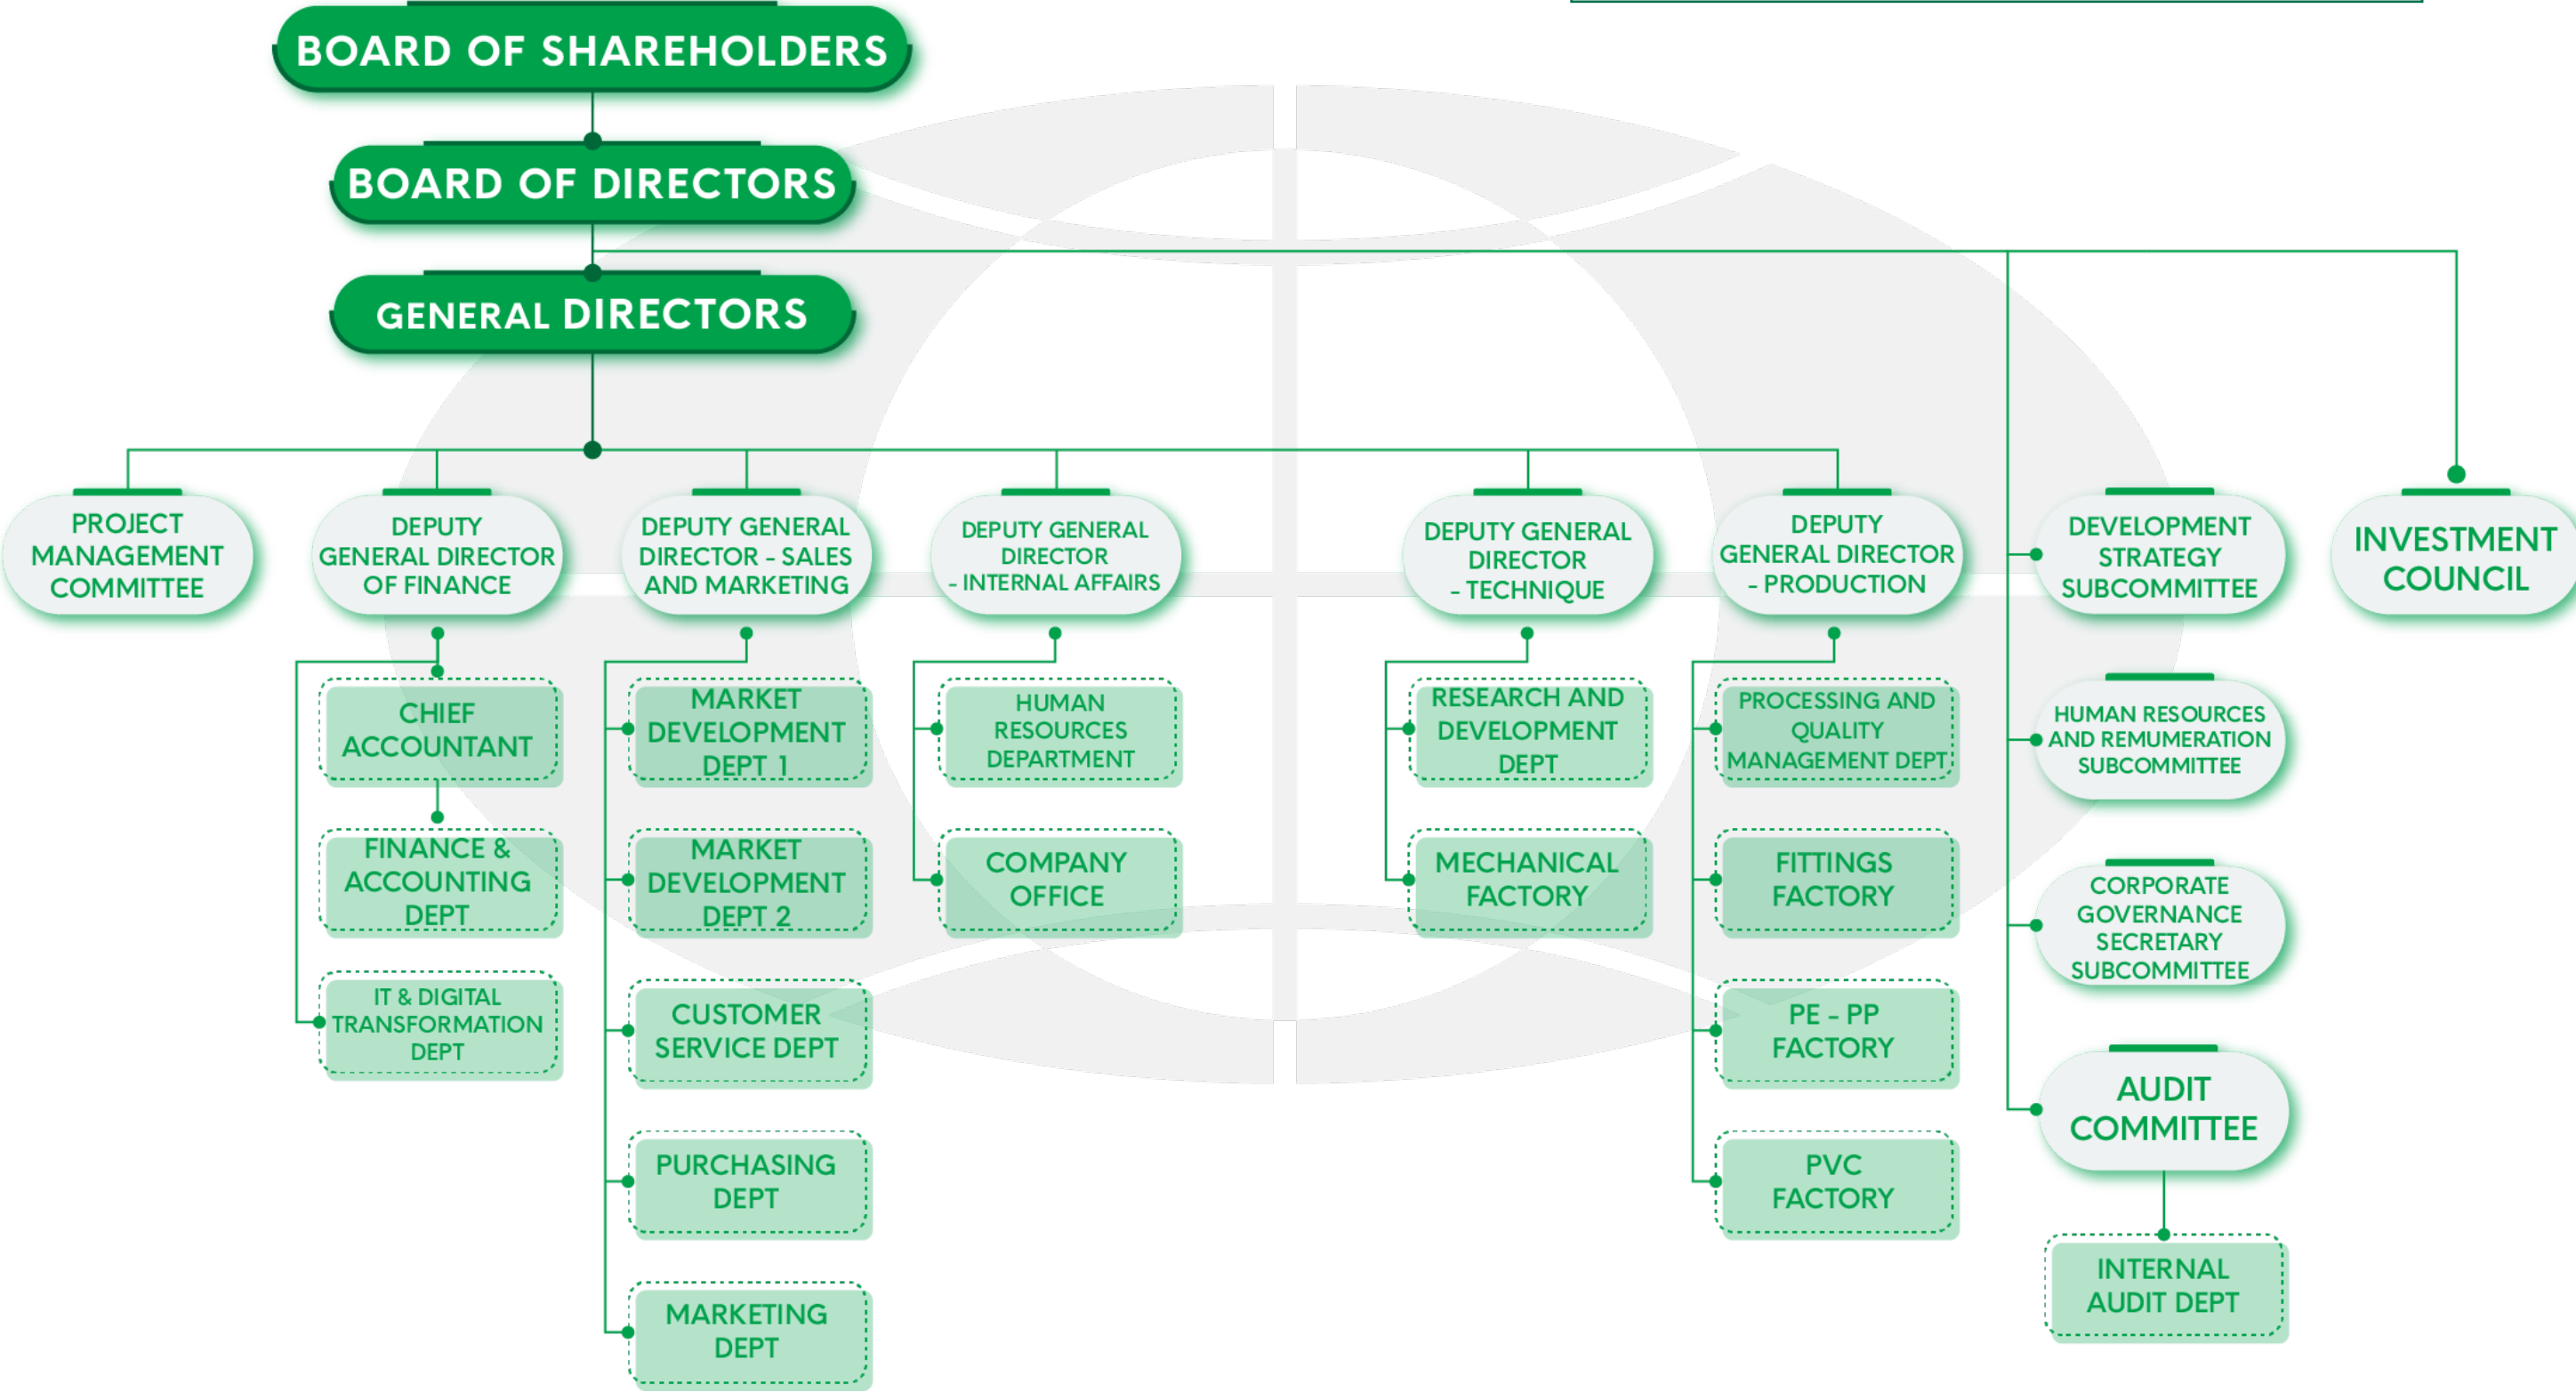 BOARD OF SHAREHOLDERS
BOARD OF DIRECTORS
GENERAL DIRECTORS
PROJECT
MANAGEMENT
COMMITTEE
DEPUTY
GENERAL DIRECTOR
OF FINANCE
DEPUTY GENERAL
DIRECTOR - SALES
AND MARKETING
DEPUTY GENERAL
DIRECTOR
- INTERNAL AFFAIRS
DEPUTY GENERAL
DIRECTOR
- TECHNIQUE
DEPUTY
GENERAL DIRECTOR
- PRODUCTION
DEVELOPMENT
STRATEGY
SUBCOMMITTEE
INVESTMENT
COUNCIL
CHIEF
ACCOUNTANT
FINANCE &
ACCOUNTING
DEPT
IT & DIGITAL
TRANSFORMATION
DEPT
MARKET
DEVELOPMENT
DEPT 1
MARKET
DEVELOPMENT
DEPT 2
CUSTOMER
SERVICE DEPT
PURCHASING
DEPT
MARKETING
DEPT
HUMAN
RESOURCES
DEPARTMENT
COMPANY
OFFICE
RESEARCH AND
DEVELOPMENT
DEPT
MECHANICAL
FACTORY
PROCESSING AND
QUALITY
MANAGEMENT DEPT
FITTINGS
FACTORY
PE - PP
FACTORY
PVC
FACTORY
HUMAN RESOURCES
AND REMUMERATION
SUBCOMMITTEE
CORPORATE
GOVERNANCE
SECRETARY
SUBCOMMITTEE
AUDIT
COMMITTEE
INTERNAL
AUDIT DEPT